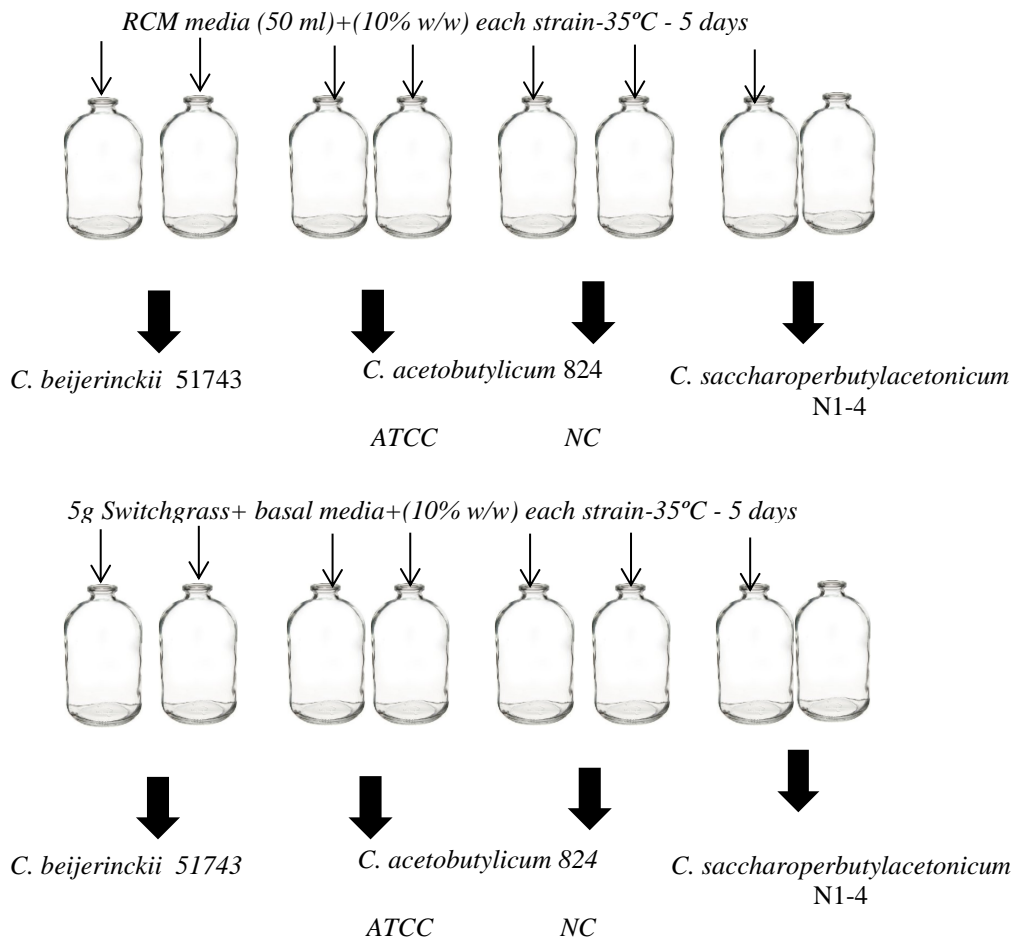 RCM media (50 ml)+(10% w/w) each strain-35ºC - 5 days
C. beijerinckii 51743
C. acetobutylicum 824
C. saccharoperbutylacetonicum
N1-4
ATCC NC
5g Switchgrass+ basal media+(10% w/w) each strain-35ºC - 5 days
C. beijerinckii 51743
C. acetobutylicum 824
C. saccharoperbutylacetonicum
N1-4
ATCC NC